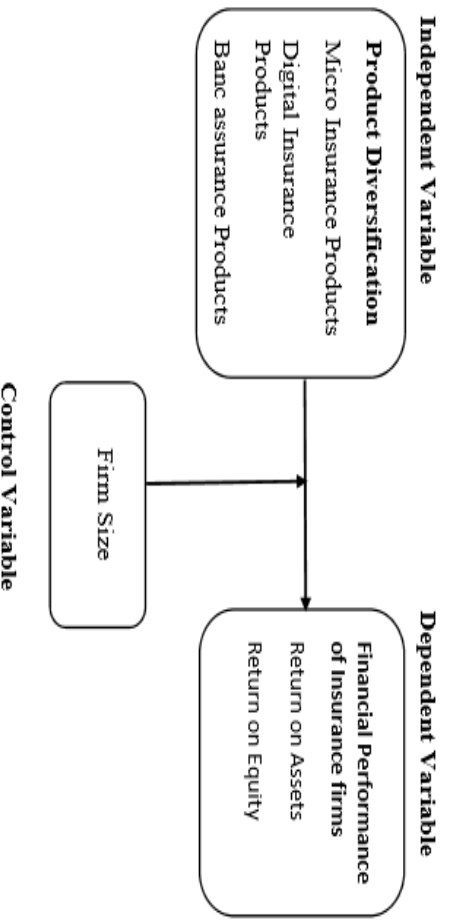 Independent Variable
Product Diversification
Micro Insurance Products
Digital Insurance
Products
Banc assurance Products
Dependent Variable
Financial Performance
of Insurance firms
Return on Assets
Return on Equity
Firm Size
Control Variable